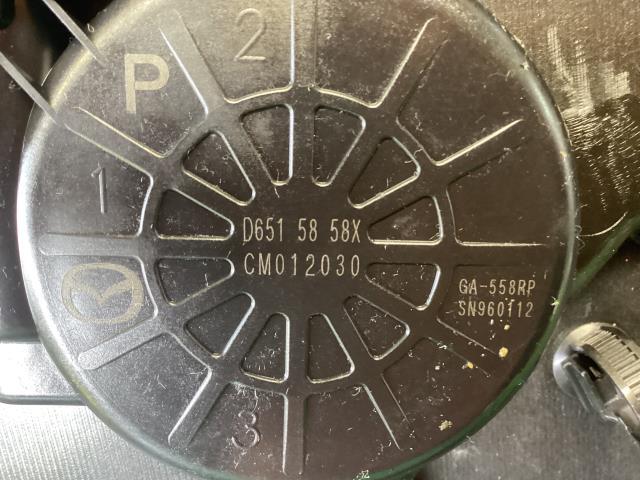 2
P
1
D651 58 58X
CM012030
GA-558RP
SN960112
3